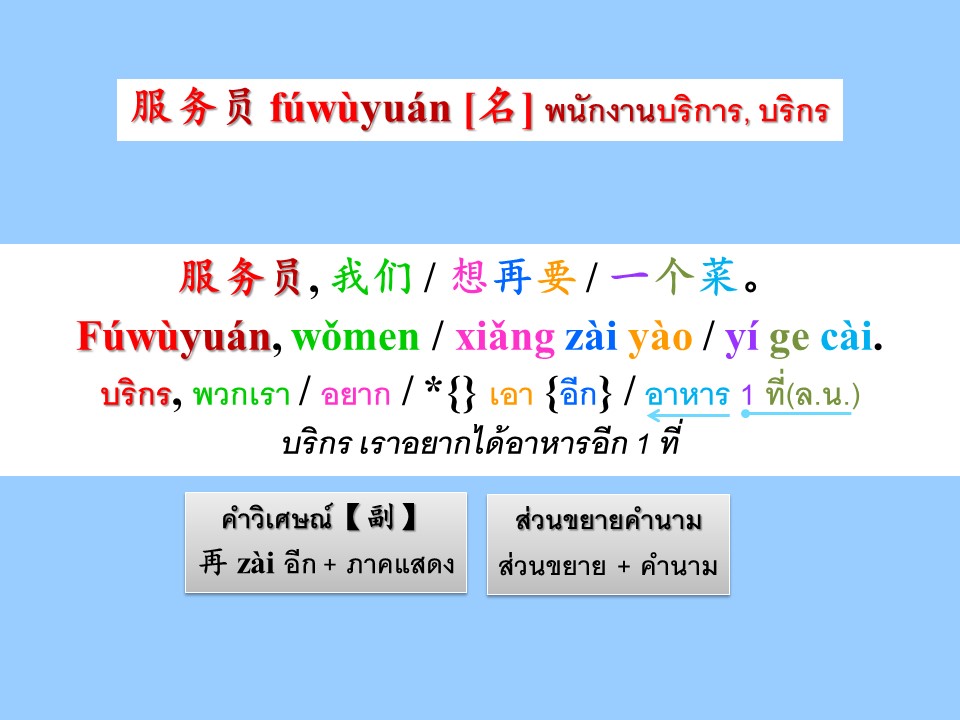 服务员 fúwùyuán [名] พนักงานบริการ, บริกร
服务员, 我们 / 想再要 / 一个菜。
Fúwùyuán, wǒmen / xiǎng zài yào / yí ge cài.
บริกร, พวกเรา / อยาก / *{} เอา {อีก} / อาหาร 1 ที่(ล.น.)
บริกร เราอยากได้อาหารอีก 1 ที่
คำวิเศษณ์【副】
再 zài อีก + ภาคแสดง
ส่วนขยายคำนาม
ส่วนขยาย + คำนาม